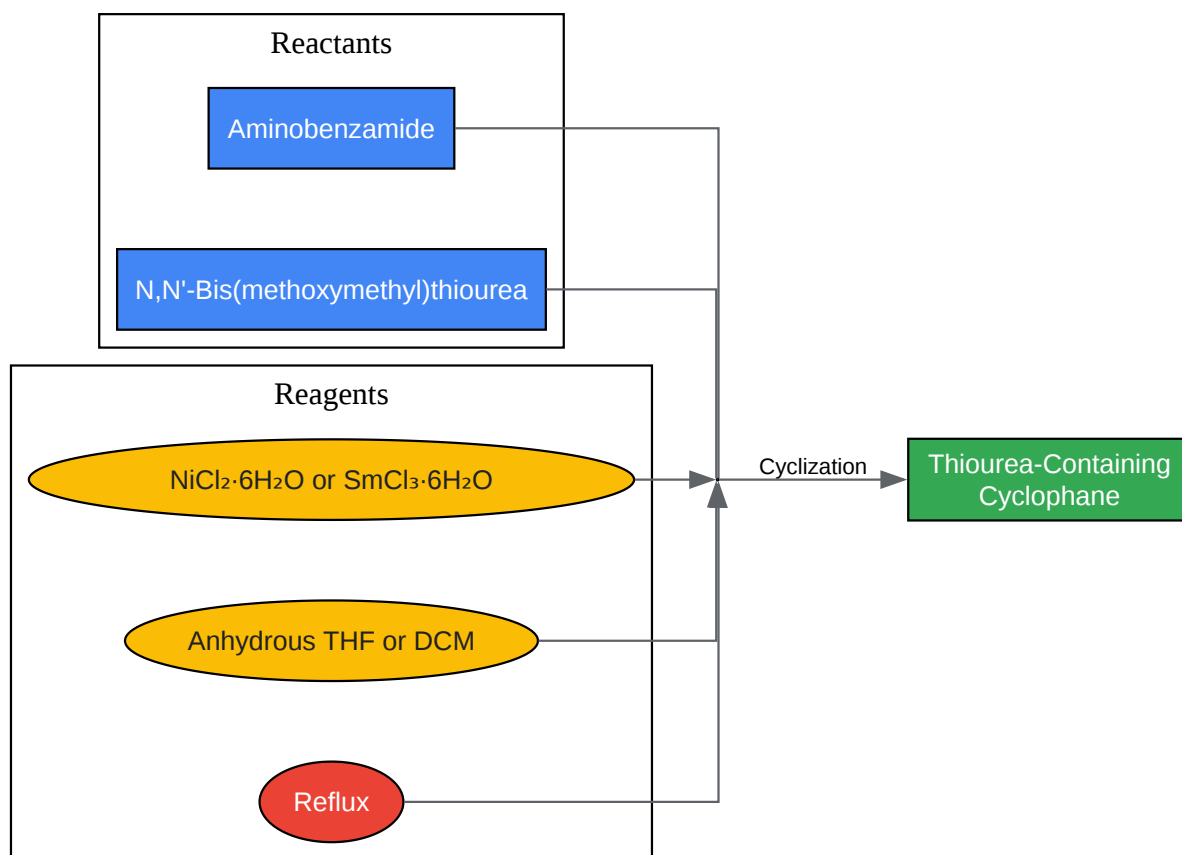 Reactants
Aminobenzamide
N,N'-Bis(methoxymethyl)thiourea
Reagents
NiCl₂·6H₂O or SmCl₃·6H₂O
Anhydrous THF or DCM
Reflux
Cyclization
Thiourea-Containing
Cyclophane